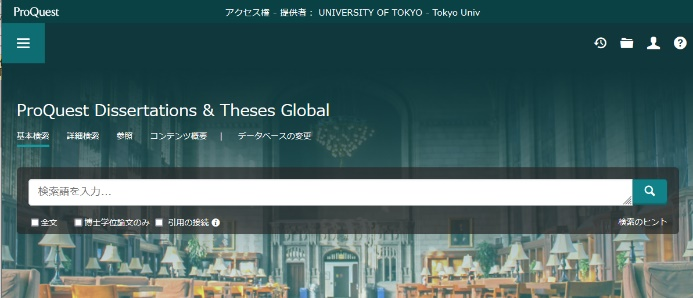 ProQuest
アクセス権 - 提供者： UNIVERSITY OF TOKYO - Tokyo Univ
ProQuest Dissertations & Theses Global
基本検索 詳細検索 参照 コンテンツ概要 | データベースの変更
検索語を入力...
全文 博士学位論文のみ 引用の接続
検索のヒント